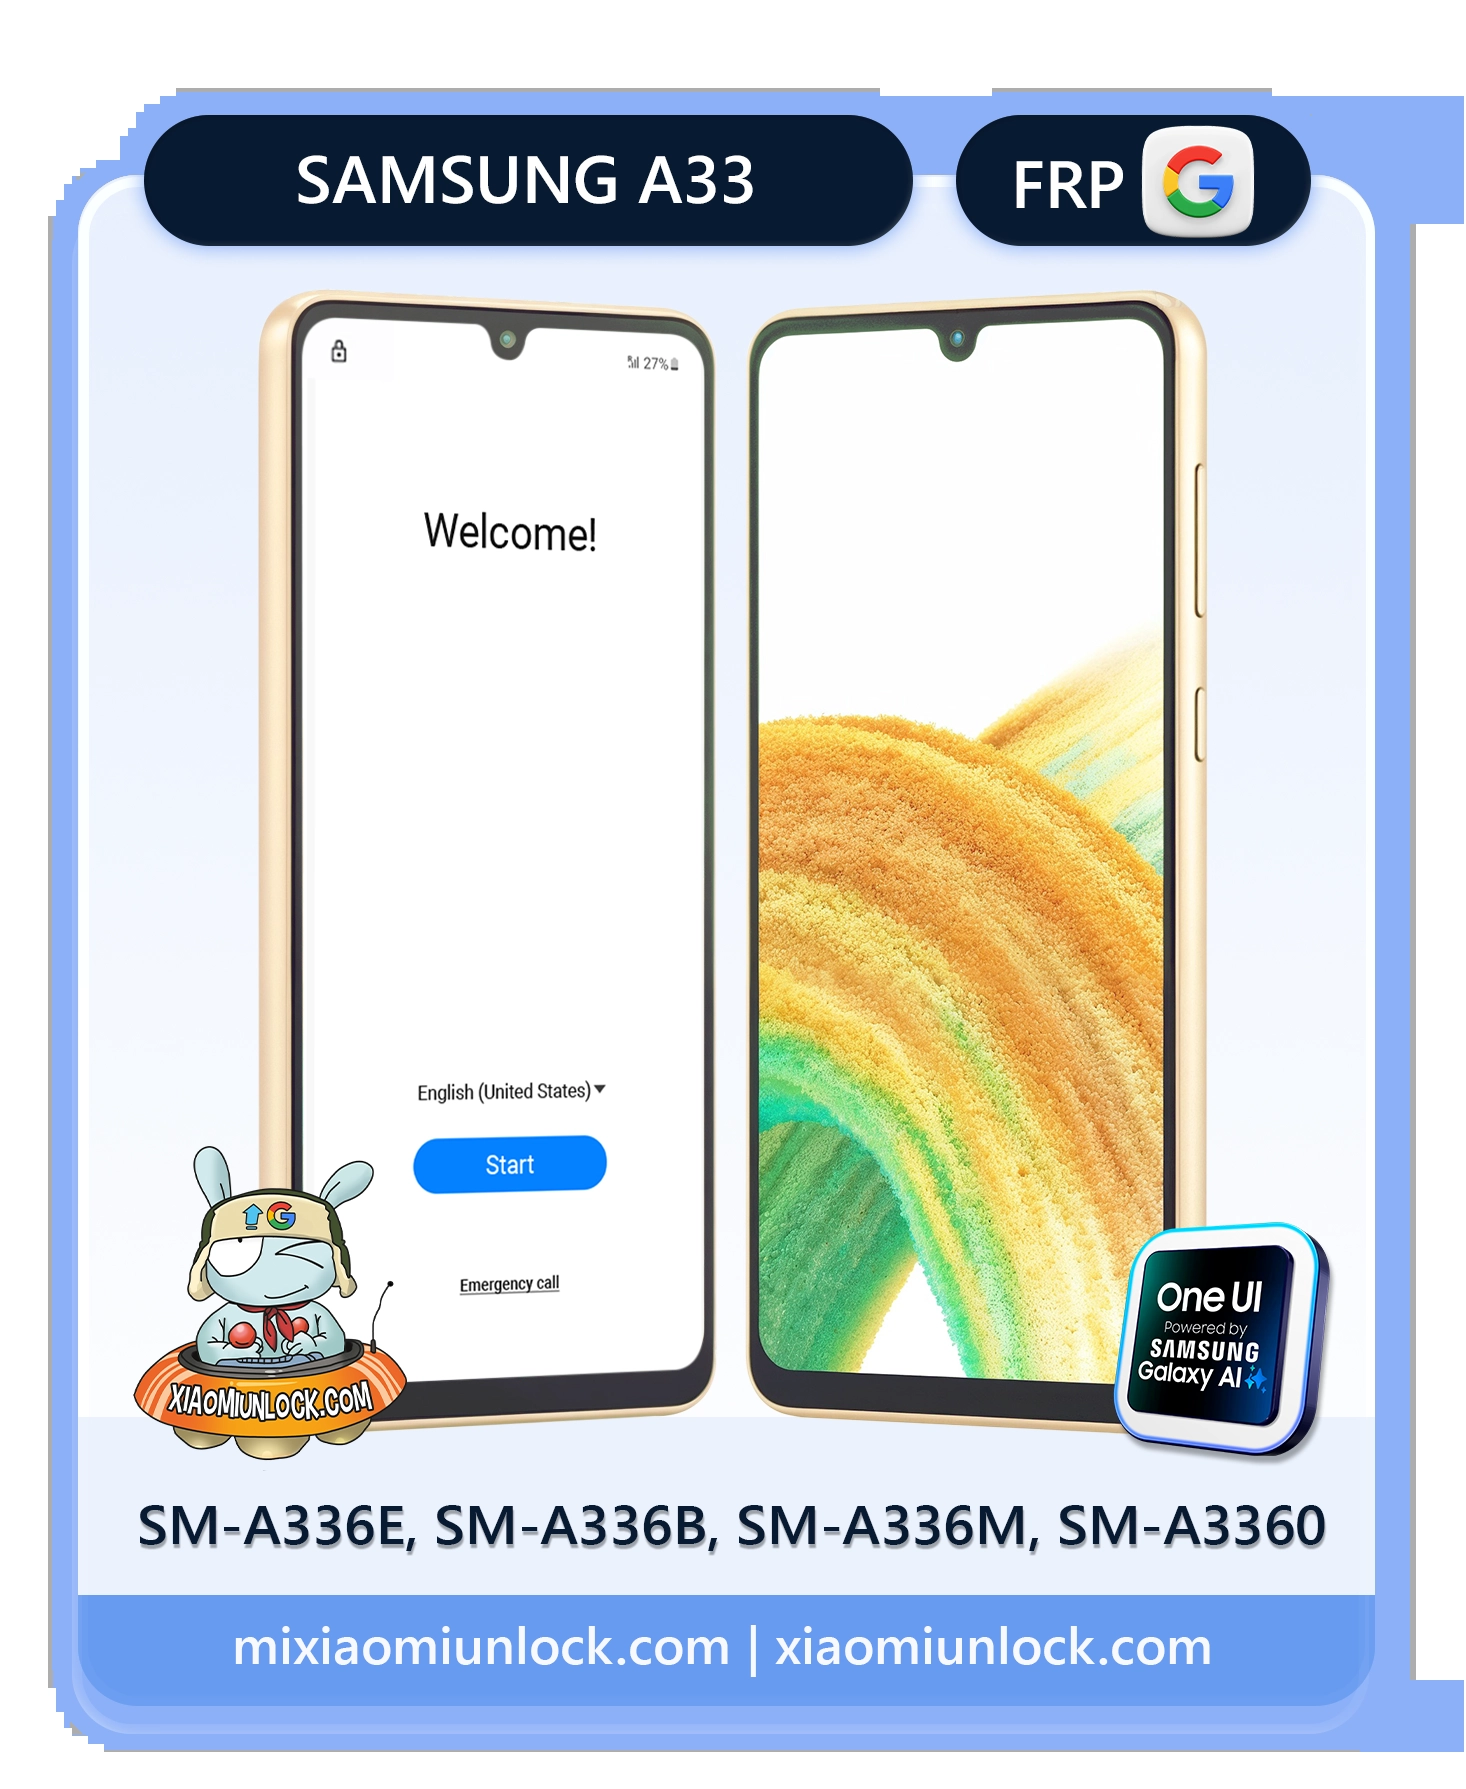 SAMSUNG A33
FRP G
27%
Welcome!
English (United States)
Start
Emergency call
G
XIAOMIUNLOCK.COM
One UI
Powered by
SAMSUNG
Galaxy AI
SM-A336E, SM-A336B, SM-A336M, SM-A3360
mixiaomiunlock.com | xiaomiunlock.com